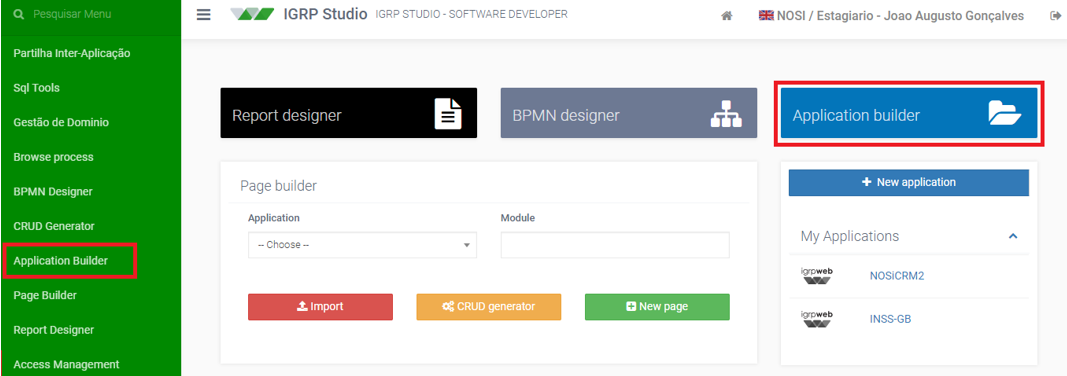 Pesquisar Menu
IGRP Studio IGRP STUDIO - SOFTWARE DEVELOPER
NOSI / Estagiario - Joao Augusto Gonçalves
Partilha Inter-Aplicação
Sql Tools
Gestão de Dominio
Browse process
BPMN Designer
CRUD Generator
Application Builder
Page Builder
Report Designer
Access Management
Report designer
BPMN designer
Application builder
Page builder
Application
Module
-- Choose --
Import
CRUD generator
New page
New application
My Applications
igrpweb
NOSiCRM2
igrpweb
INSS-GB